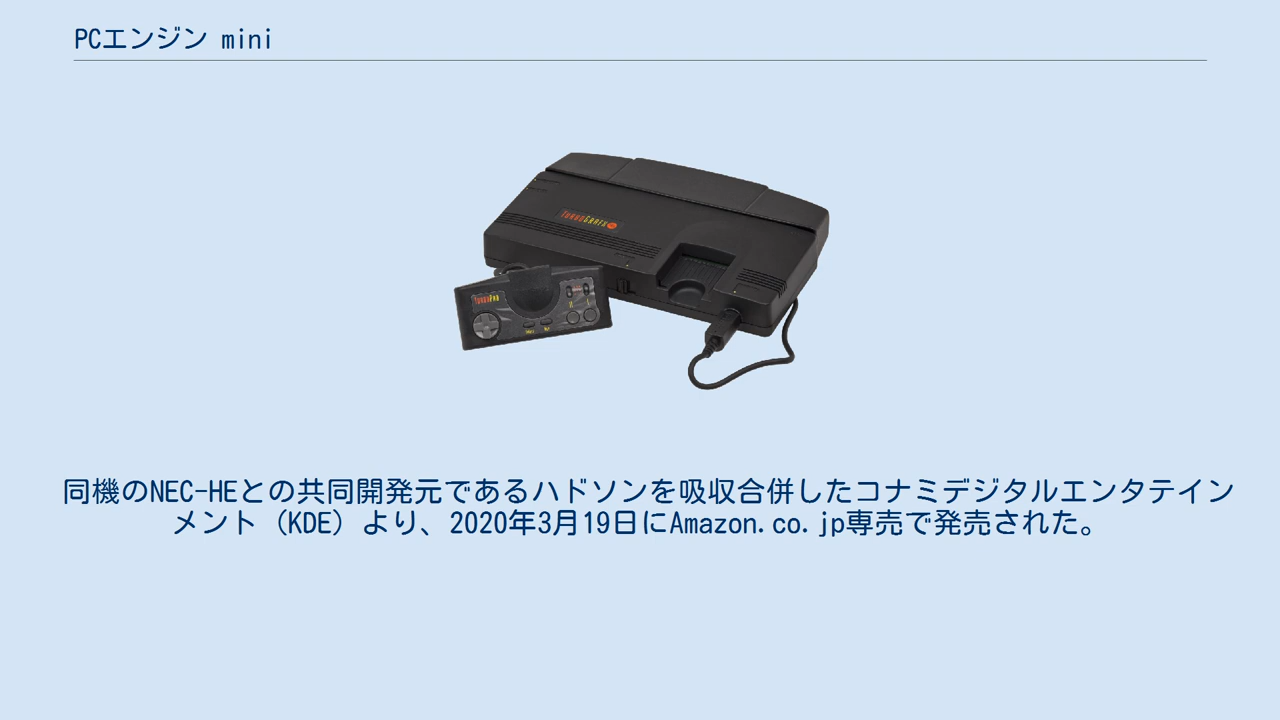 PCエンジン mini
TURBOGRAFX
TURBOPAD
同機のNEC-HEとの共同開発元であるハドソンを吸収合併したコナミデジタルエンタテイン
メント（KDE）より、2020年3月19日にAmazon.co.jp専売で発売された。